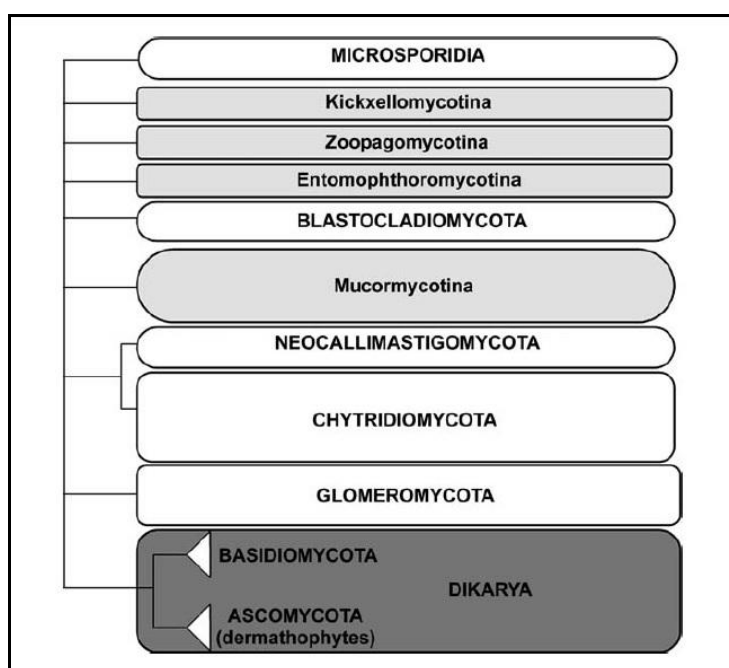 MICROSPORIDIA
Kickxellomycotina
Zoopagomycotina
Entomophthoromycotina
BLASTOCLADIOMYCOTA
Mucormycotina
NEOCALLIMASTIGOMYCOTA
CHYTRIDIOMYCOTA
GLOMEROMYCOTA
BASIDIOMYCOTA
DIKARYA
ASCOMYCOTA
(dermathophytes)